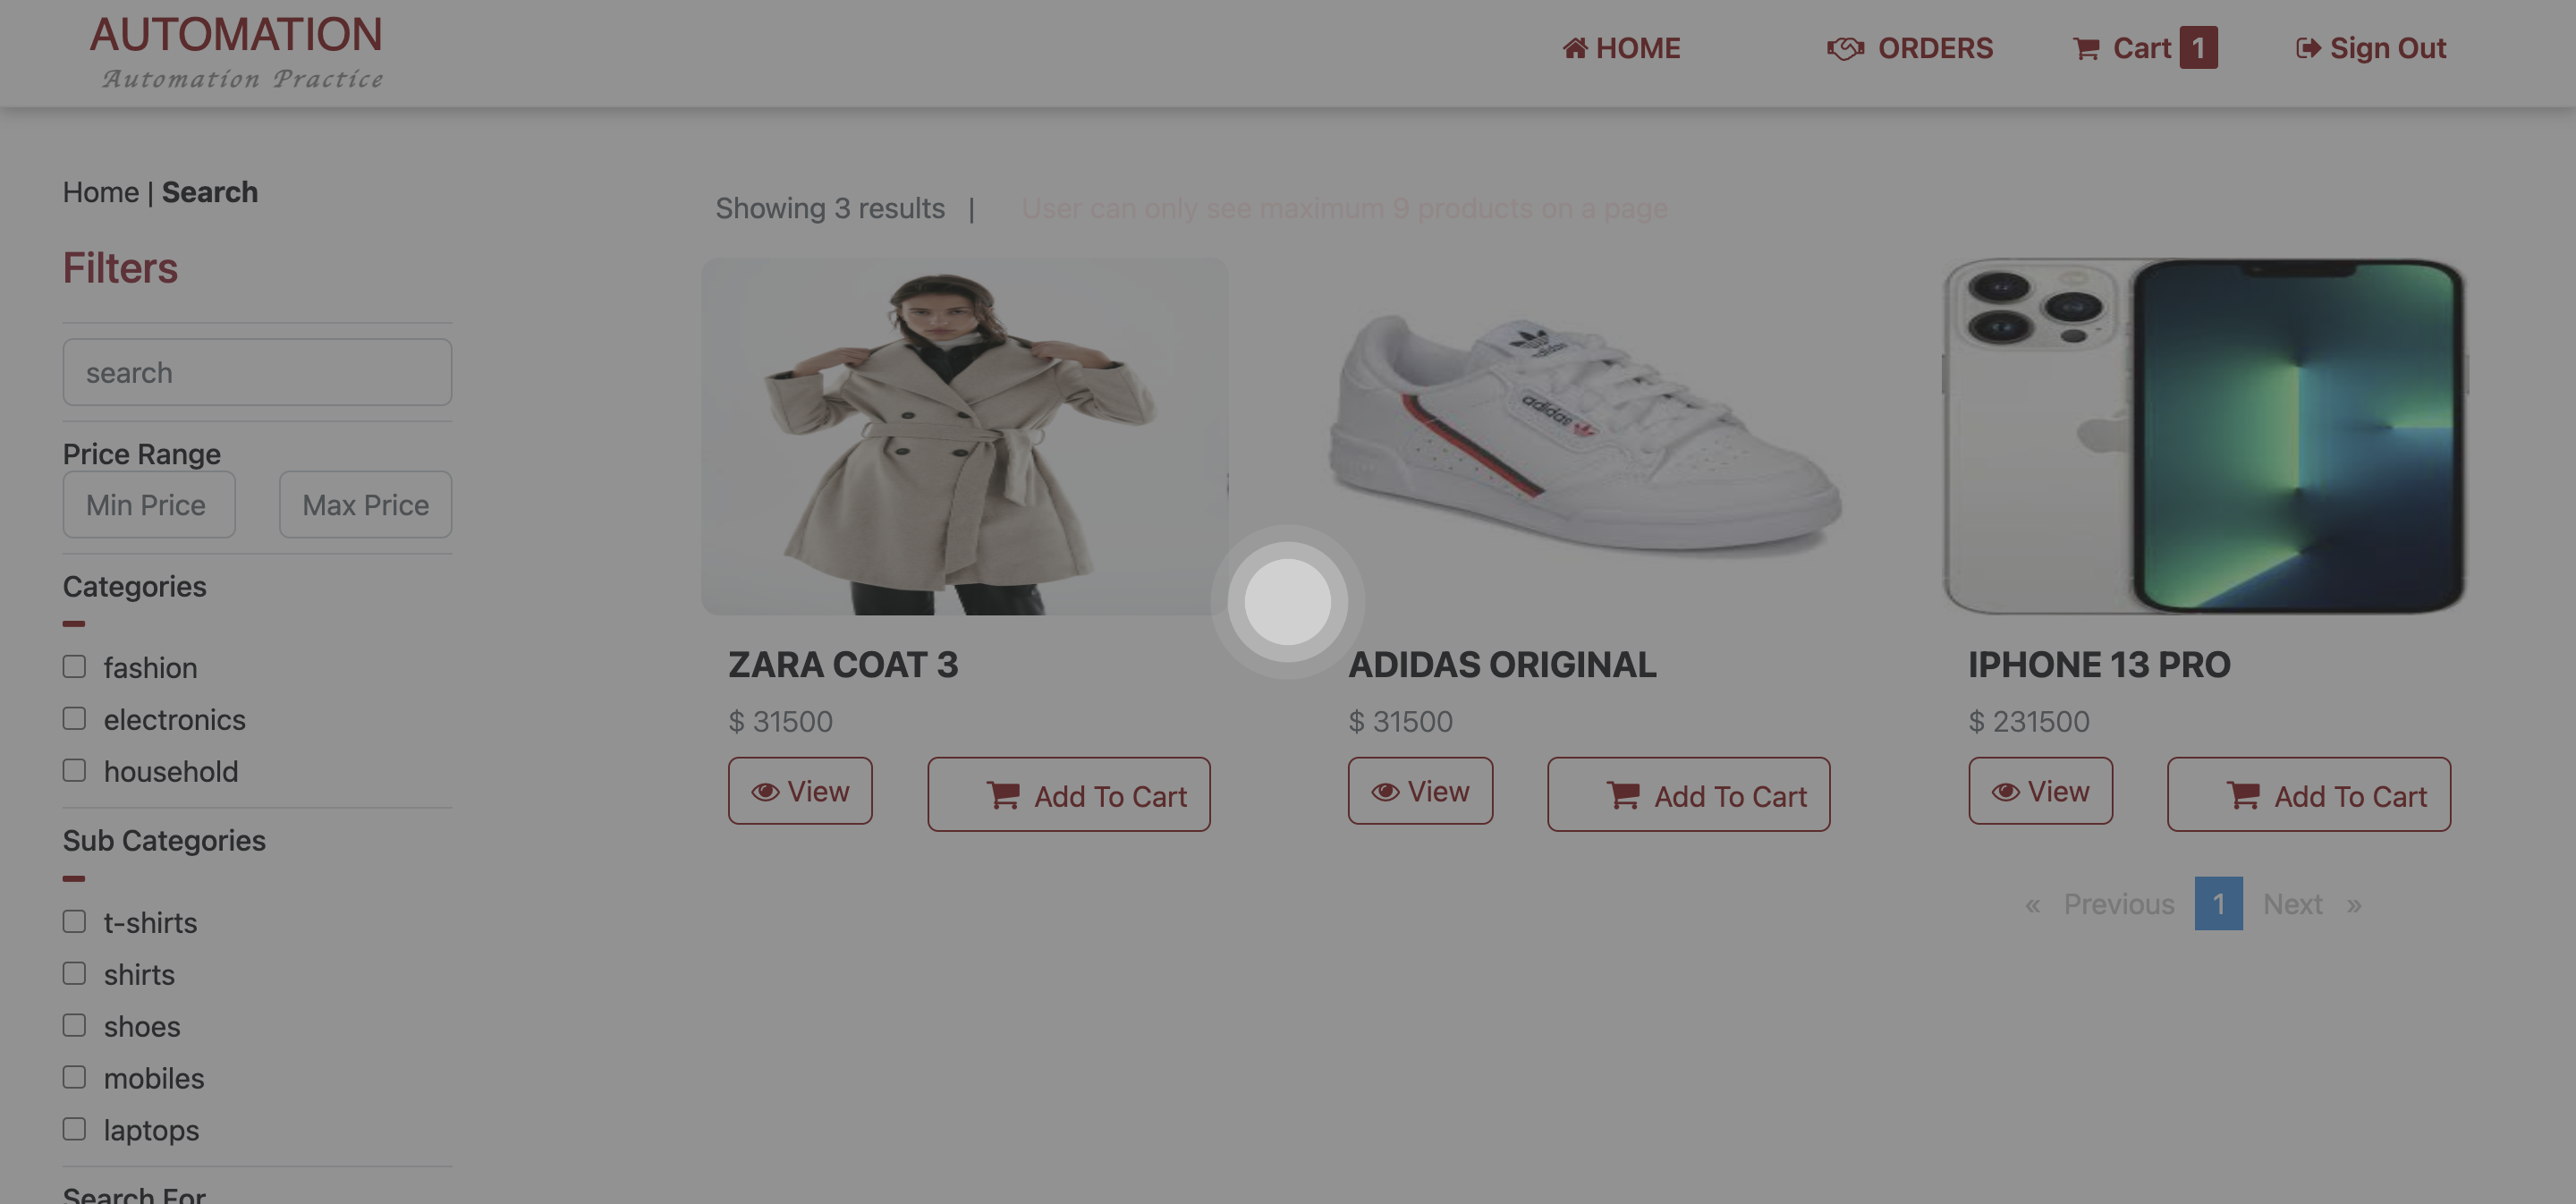 AUTOMATION
Automation Practice
HOME
ORDERS
Cart 1
Sign Out
Home | Search
Showing 3 results |
User can only see maximum 9 products on a page
Filters
search
Price Range
Min Price
Max Price
Categories
fashion
electronics
household
Sub Categories
t-shirts
shirts
shoes
mobiles
laptops
Search For
adidas
adidas
ZARA COAT 3
$ 31500
View
Add To Cart
ADIDAS ORIGINAL
$ 31500
View
Add To Cart
IPHONE 13 PRO
$ 231500
View
Add To Cart
« Previous 1 Next »